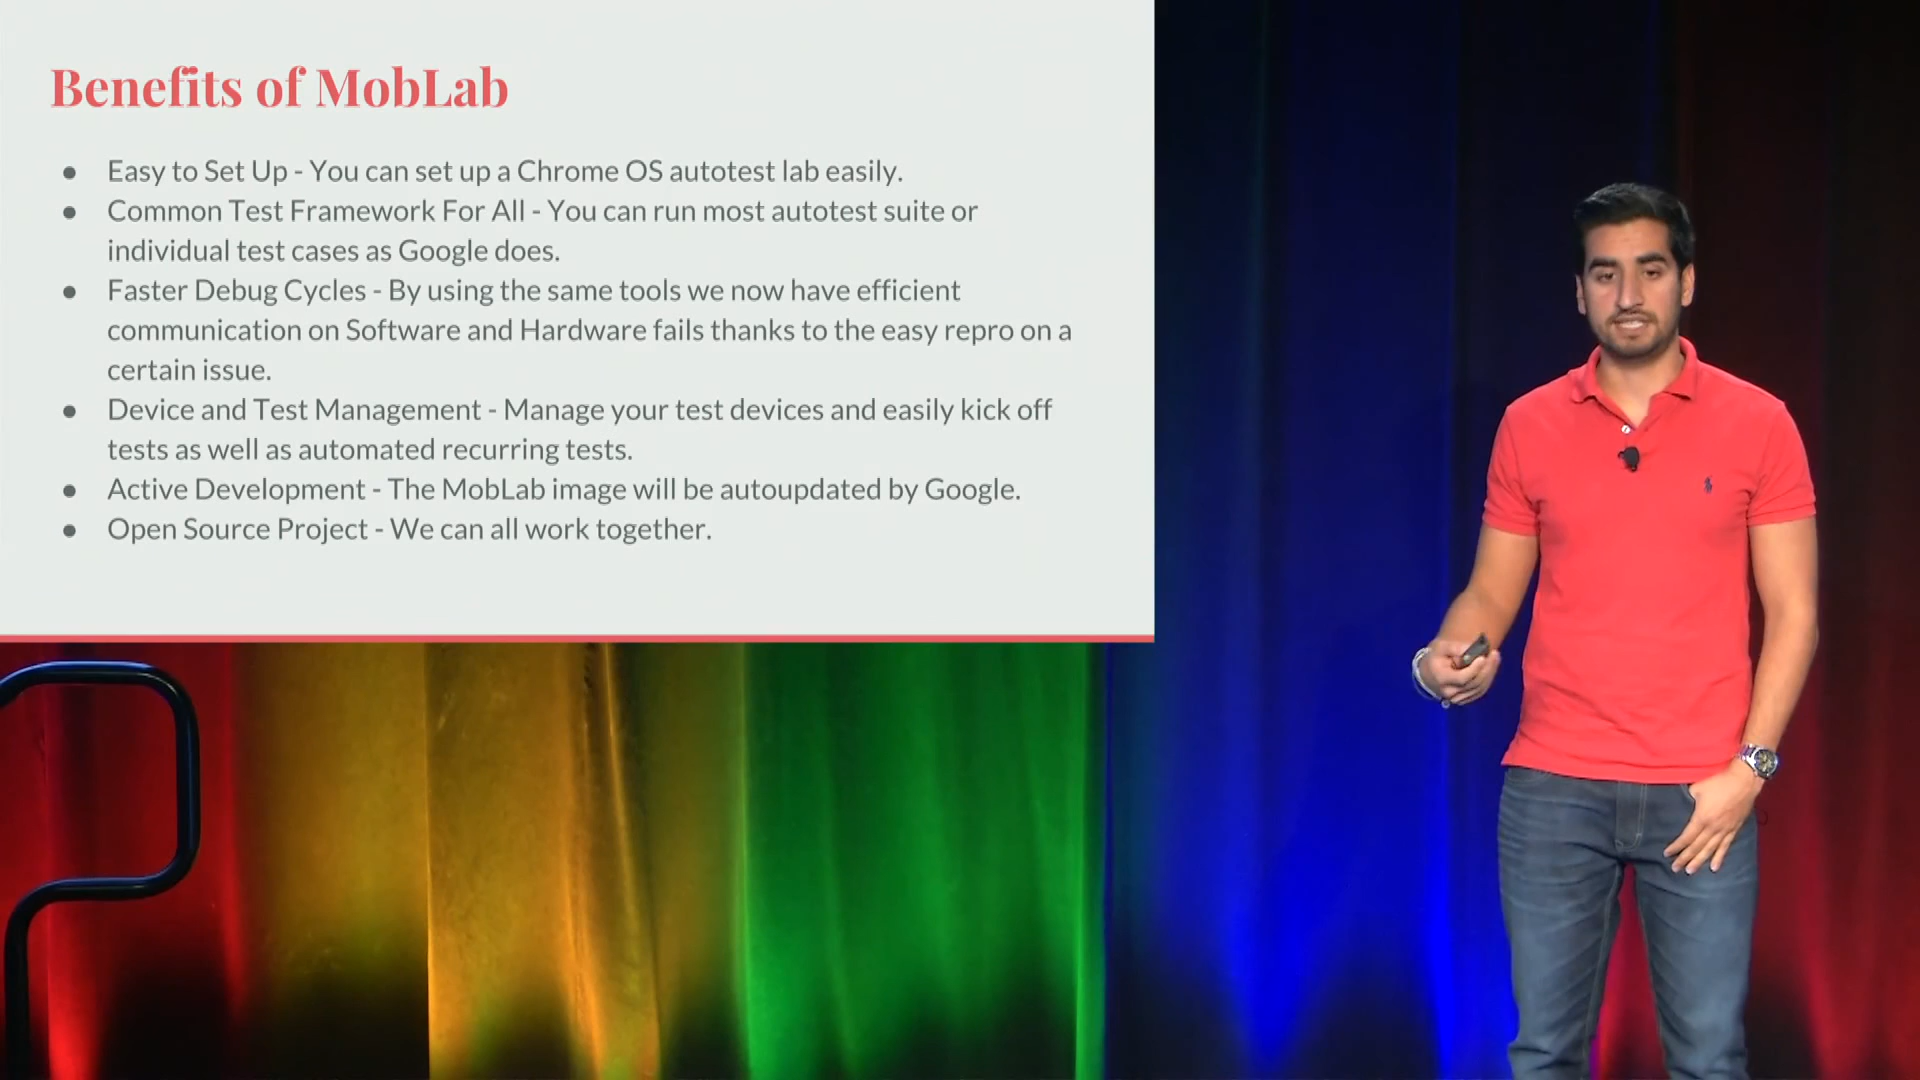 Benefits of MobLab
● Easy to Set Up - You can set up a Chrome OS autotest lab easily.
● Common Test Framework For All - You can run most autotest suite or
individual test cases as Google does.
● Faster Debug Cycles - By using the same tools we now have efficient
communication on Software and Hardware fails thanks to the easy repro on a
certain issue.
● Device and Test Management - Manage your test devices and easily kick off
tests as well as automated recurring tests.
● Active Development - The MobLab image will be autoupdated by Google.
● Open Source Project - We can all work together.